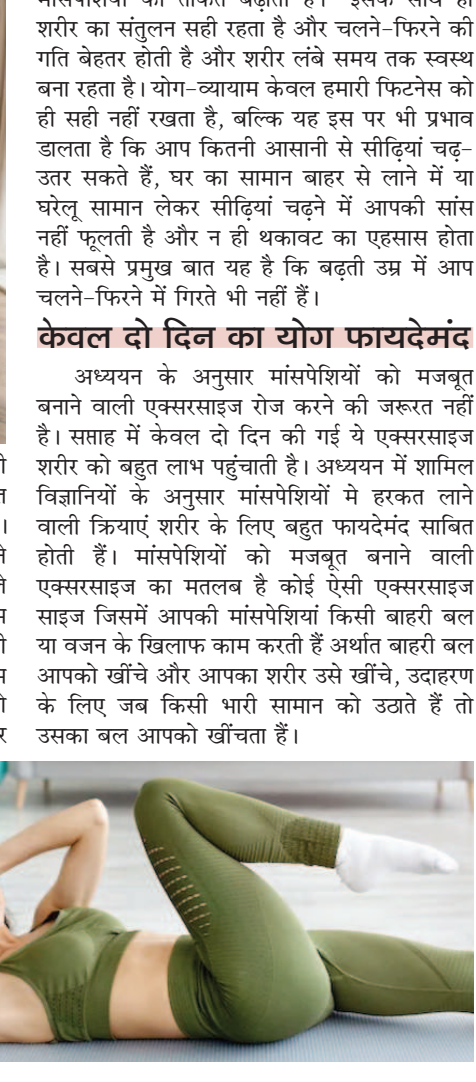 शरीर का संतुलन सही रहता है और चलने-फिरने की
गति बेहतर होती है और शरीर लंबे समय तक स्वस्थ
बना रहता है। योग-व्यायाम केवल हमारी फिटनेस को
ही सही नहीं रखता है, बल्कि यह इस पर भी प्रभाव
डालता है कि आप कितनी आसानी से सीढ़ियां चढ़-
उतर सकते हैं, घर का सामान बाहर से लाने में या
घरेलू सामान लेकर सीढ़ियां चढ़ने में आपकी सांस
नहीं फूलती है और न ही थकावट का एहसास होता
है। सबसे प्रमुख बात यह है कि बढ़ती उम्र में आप
चलने-फिरने में गिरते भी नहीं हैं।
केवल दो दिन का योग फायदेमंद
अध्ययन के अनुसार मांसपेशियों को मजबूत
बनाने वाली एक्सरसाइज रोज करने की जरूरत नहीं
है। सप्ताह में केवल दो दिन की गई ये एक्सरसाइज
शरीर को बहुत लाभ पहुंचाती है। अध्ययन में शामिल
विज्ञानियों के अनुसार मांसपेशियों मे हरकत लाने
वाली क्रियाएं शरीर के लिए बहुत फायदेमंद साबित
होती हैं। मांसपेशियों को मजबूत बनाने वाली
एक्सरसाइज का मतलब है कोई ऐसी एक्सरसाइज
साइज जिसमें आपकी मांसपेशियां किसी बाहरी बल
या वजन के खिलाफ काम करती हैं अर्थात बाहरी बल
आपको खींचे और आपका शरीर उसे खींचे, उदाहरण
के लिए जब किसी भारी सामान को उठाते हैं तो
उसका बल आपको खींचता हैं।